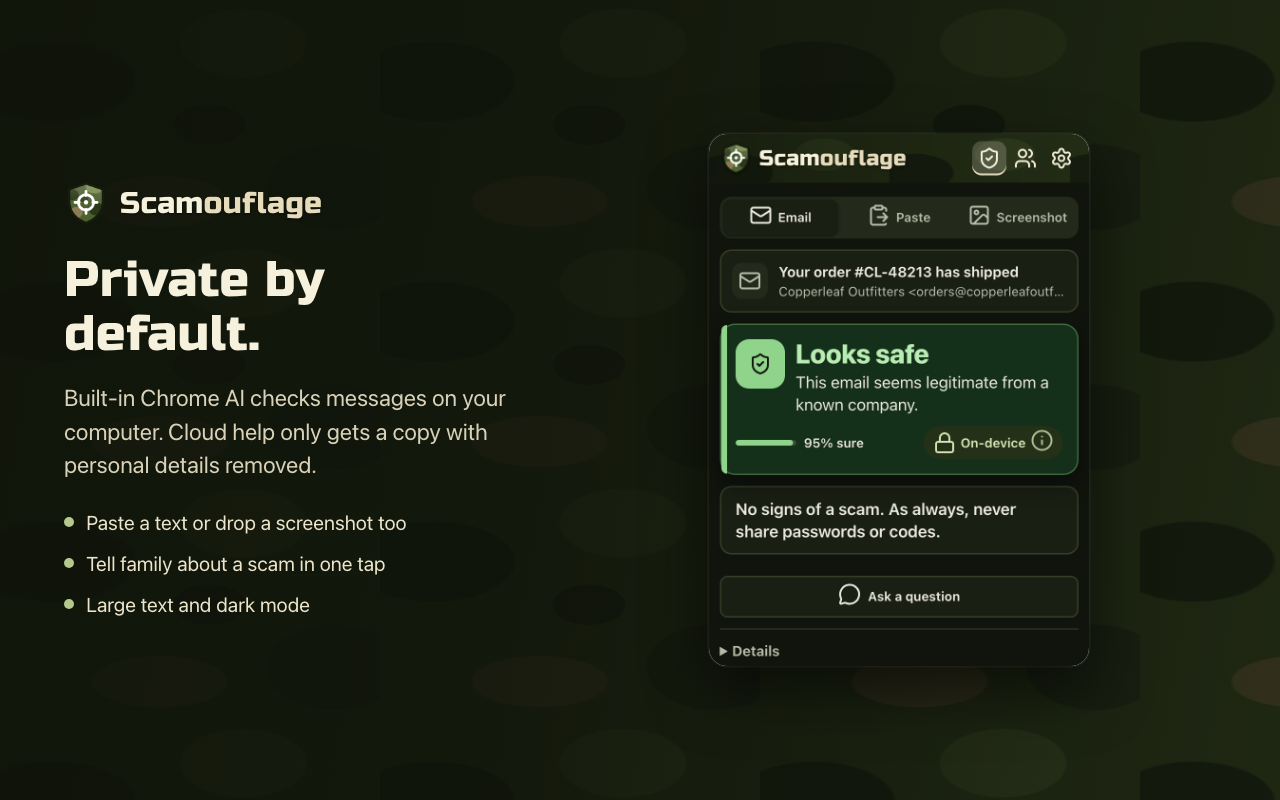 Scamouflage
Private by
default.
Built-in Chrome AI checks messages on your
computer. Cloud help only gets a copy with
personal details removed.
Paste a text or drop a screenshot too
Tell family about a scam in one tap
Large text and dark mode
Scamouflage
Email
Paste
Screenshot
Your order #CL-48213 has shipped
Copperleaf Outfitters <orders@copperleafoutf...
Looks safe
This email seems legitimate from a
known company.
95% sure
On-device
No signs of a scam. As always, never
share passwords or codes.
Ask a question
Details